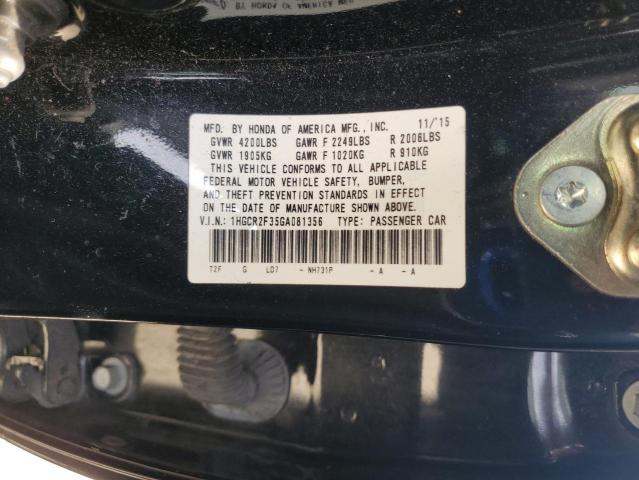 MFD. BY HONDA OF AMERICA MFG., INC. 11/'15
GVWR 4200LBS GAWR F 2249LBS R 2006LBS
GVWR 1905KG GAWR F 1020KG R 910KG
THIS VEHICLE CONFORMS TO ALL APPLICABLE
FEDERAL MOTOR VEHICLE SAFETY, BUMPER,
AND THEFT PREVENTION STANDARDS IN EFFECT
ON THE DATE OF MANUFACTURE SHOWN ABOVE.
V.I.N.: 1HGCR2F35GA081356 TYPE: PASSENGER CAR
T2F G LD7 - NH731P - A - A